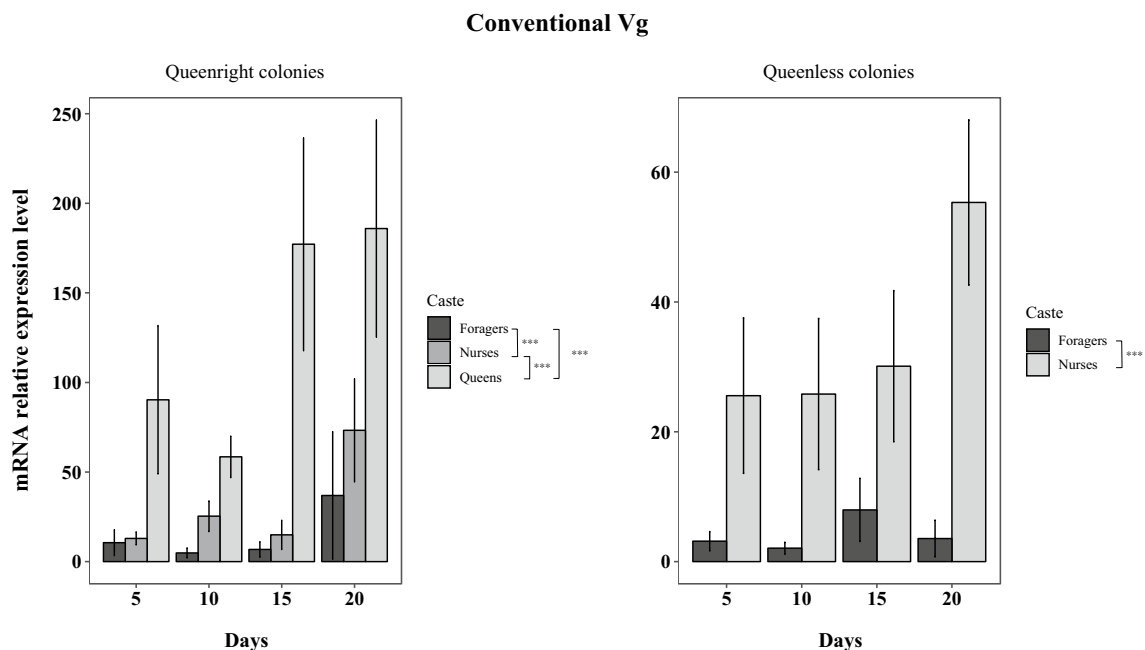 Conventional Vg
Queenright colonies
mRNA relative expression level
250
200
150
100
50
0
5 10 15 20
Days
Caste
Foragers
Nurses
Queens
***
***
***
Queenless colonies
60
40
20
0
5 10 15 20
Days
Caste
Foragers
Nurses
***